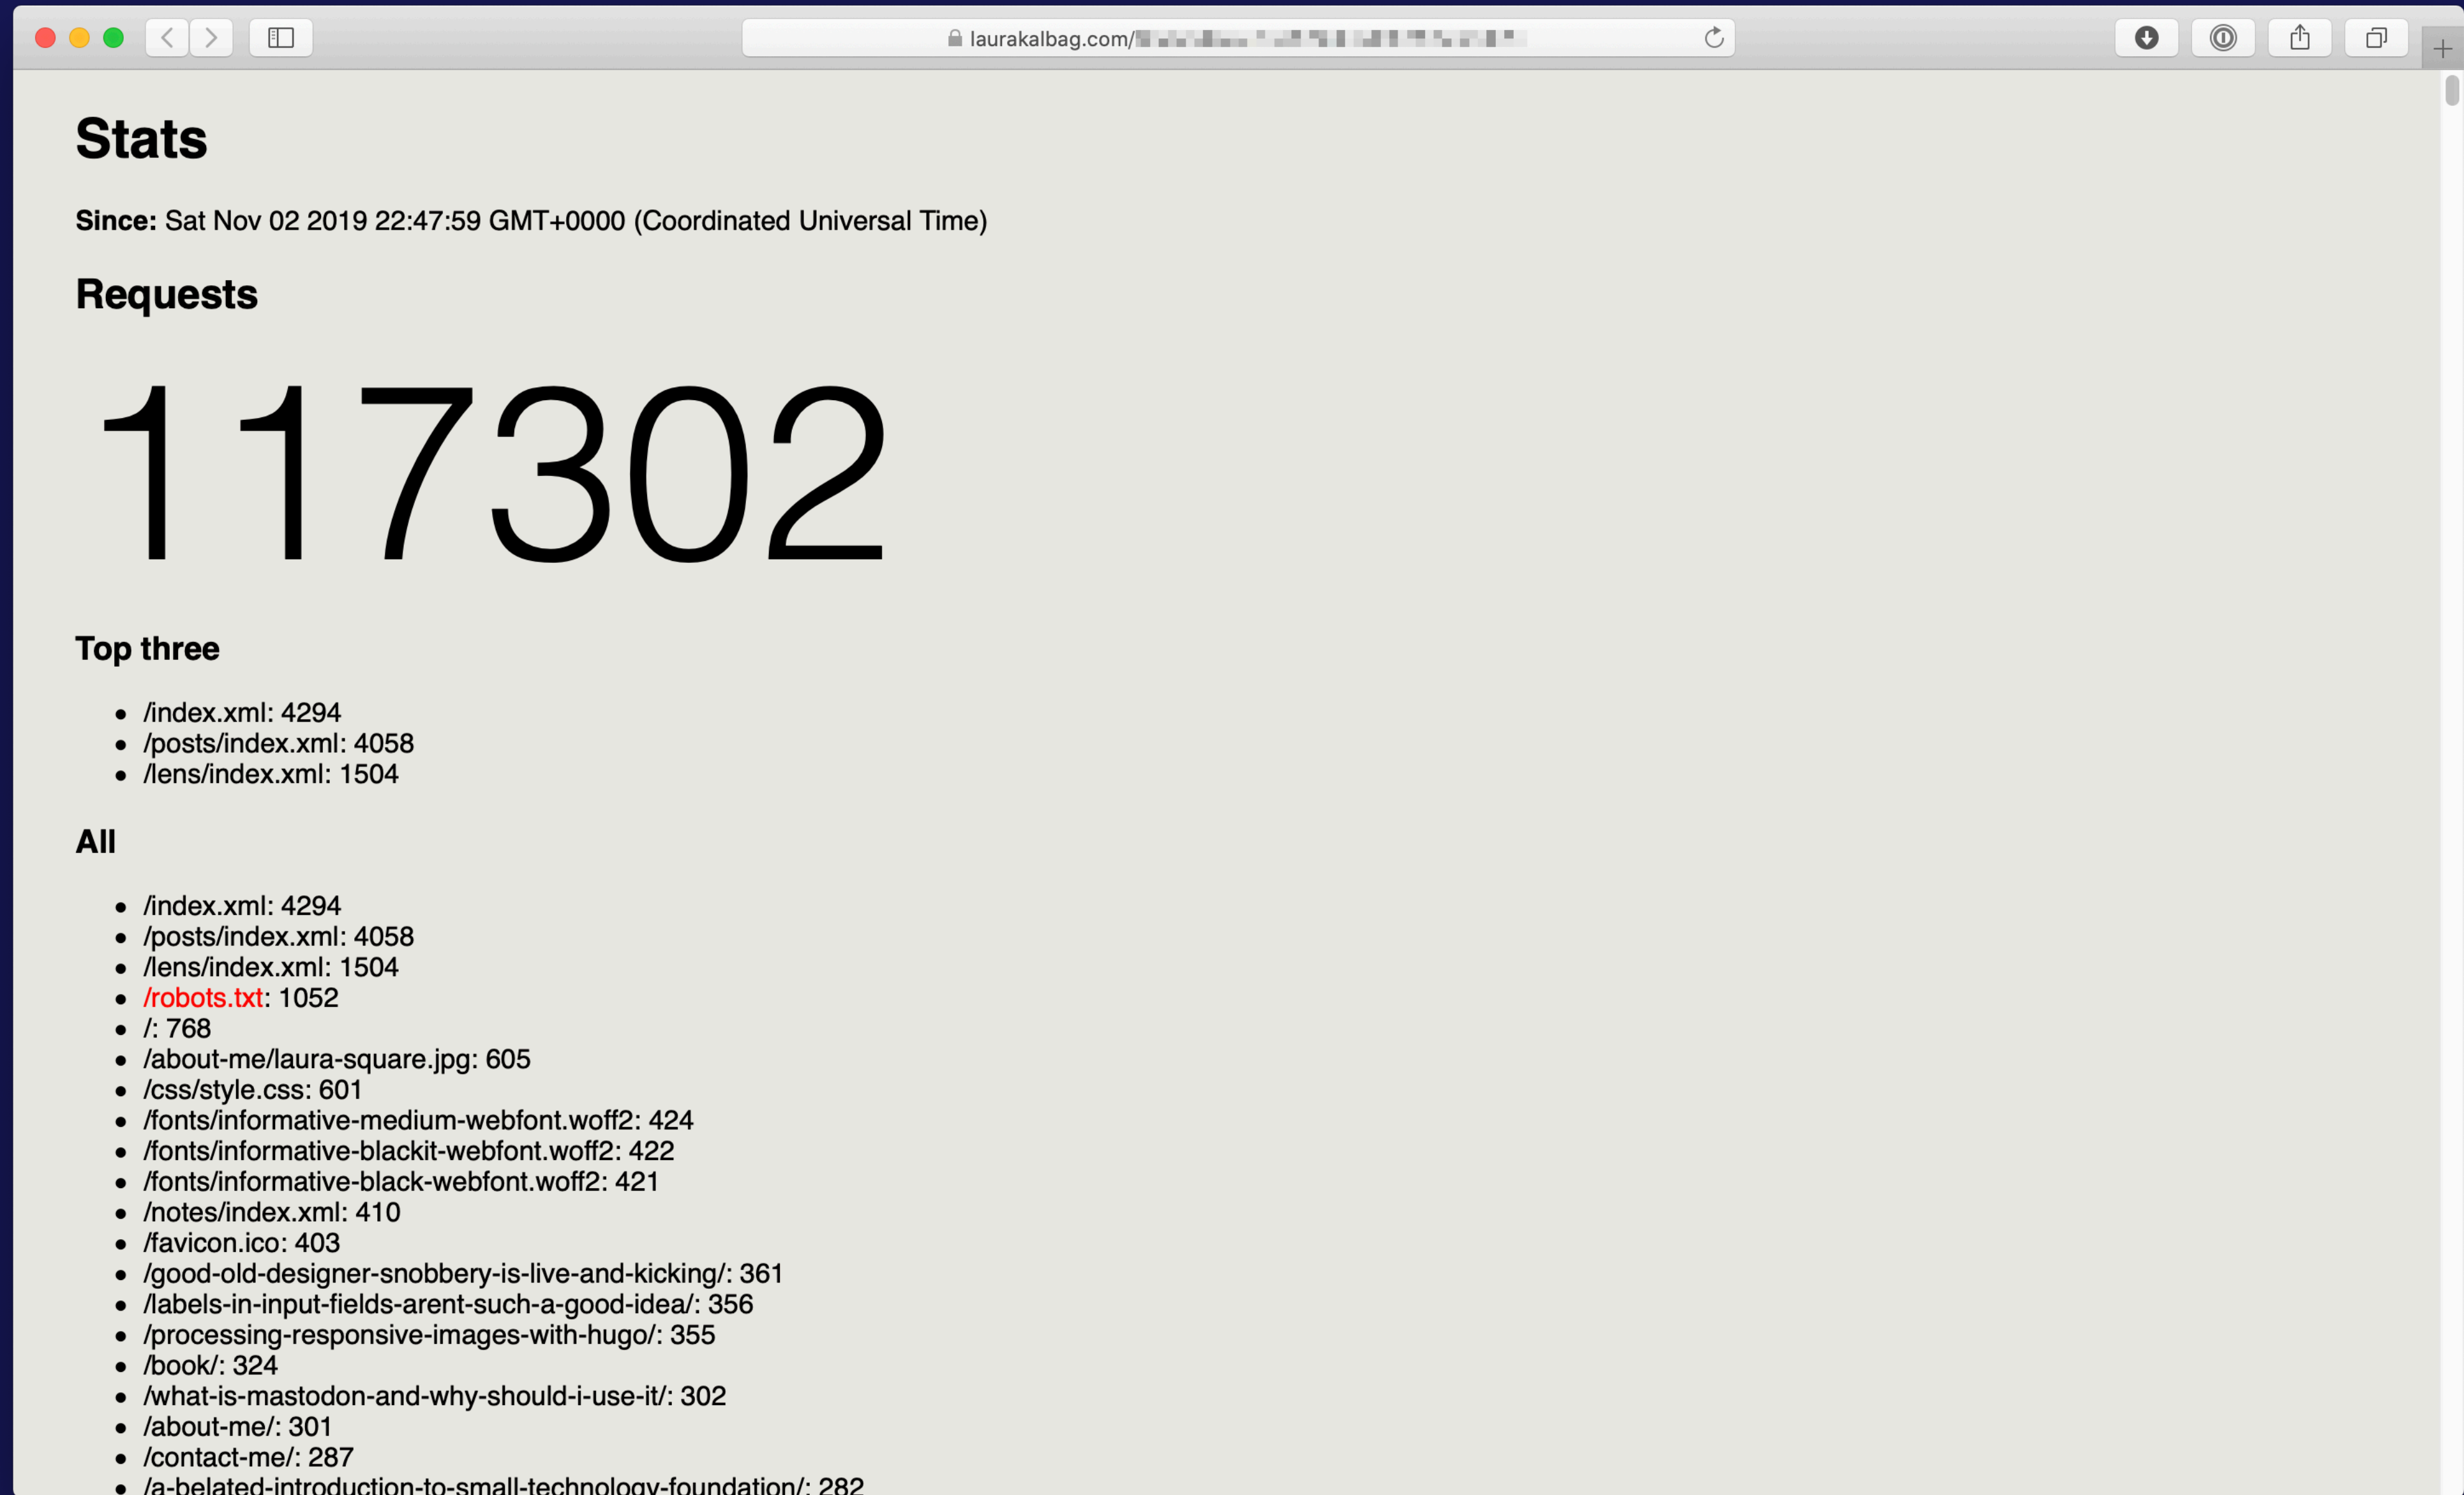 laurakalbag.com/
Stats
Since: Sat Nov 02 2019 22:47:59 GMT+0000 (Coordinated Universal Time)
Requests
117302
Top three
/index.xml: 4294
/posts/index.xml: 4058
/lens/index.xml: 1504
All
/index.xml: 4294
/posts/index.xml: 4058
/lens/index.xml: 1504
/robots.txt: 1052
/: 768
/about-me/laura-square.jpg: 605
/css/style.css: 601
/fonts/informative-medium-webfont.woff2: 424
/fonts/informative-blackit-webfont.woff2: 422
/fonts/informative-black-webfont.woff2: 421
/notes/index.xml: 410
/favicon.ico: 403
/good-old-designer-snobbery-is-live-and-kicking/: 361
/labels-in-input-fields-arent-such-a-good-idea/: 356
/processing-responsive-images-with-hugo/: 355
/book/: 324
/what-is-mastodon-and-why-should-i-use-it/: 302
/about-me/: 301
/contact-me/: 287
/a-belated-introduction-to-small-technology-foundation/: 282